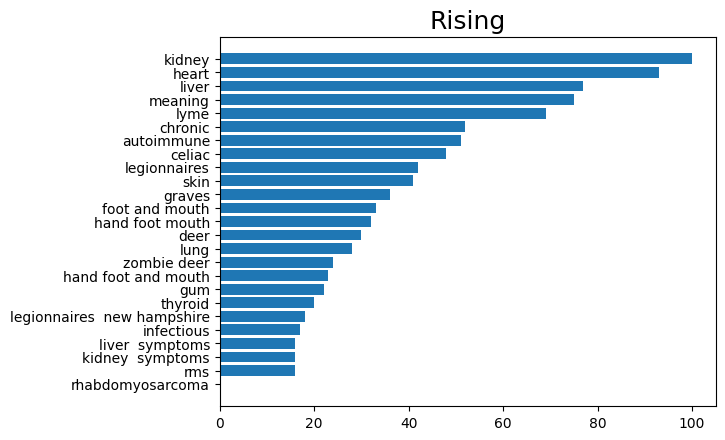 Rising
kidney
heart
liver
meaning
lyme
chronic
autoimmune
celiac
legionnaires
skin
graves
foot and mouth
hand foot mouth
deer
lung
zombie deer
hand foot and mouth
gum
thyroid
legionnaires  new hampshire
infectious
liver  symptoms
kidney  symptoms
rms
rhabdomyosarcoma
0 20 40 60 80 100